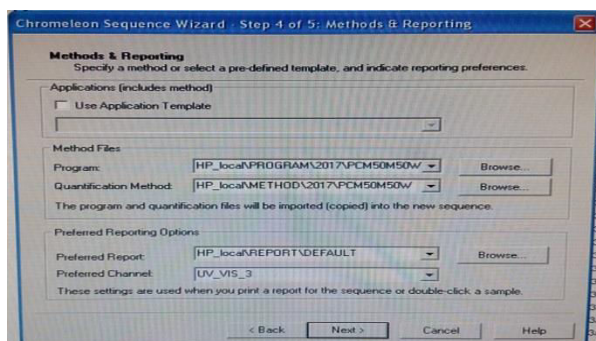 Chromeleon Sequence Wizard - Step 4 of 5: Methods & Reporting
Methods & Reporting
Specify a method or select a pre-defined template, and indicate reporting preferences.
Applications (includes method)
Use Application Template
Method Files
Program: HP_local\PROGRAM\2017\PCM50M50W Browse...
Quantification Method: HP_local\METHOD\2017\PCM50M50W Browse...
The program and quantification files will be imported (copied) into the new sequence.
Preferred Reporting Options
Preferred Report: HP_local\REPORT\DEFAULT Browse...
Preferred Channel: UV_VIS_3
These settings are used when you print a report for the sequence or double-click a sample.
< Back Next > Cancel Help